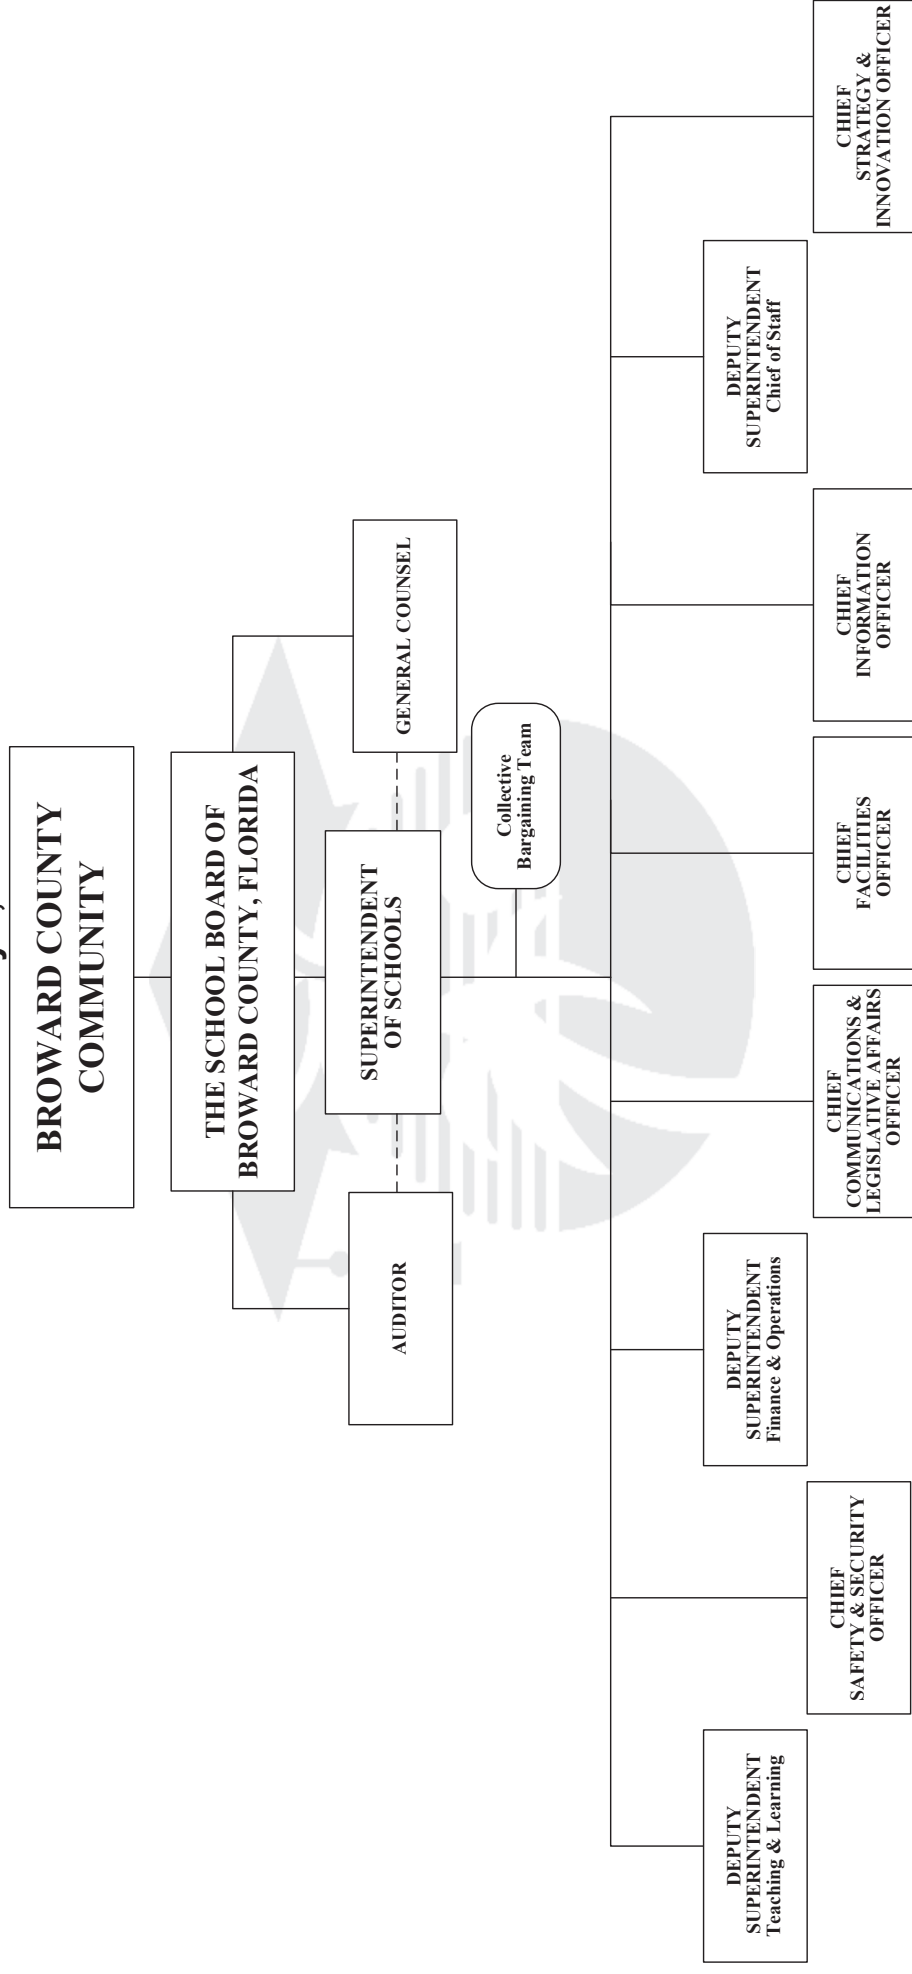 BROWARD COUNTY
COMMUNITY
THE SCHOOL BOARD OF
BROWARD COUNTY, FLORIDA
AUDITOR
SUPERINTENDENT
OF SCHOOLS
GENERAL COUNSEL
Collective
Bargaining Team
DEPUTY
SUPERINTENDENT
Teaching & Learning
CHIEF
SAFETY & SECURITY
OFFICER
DEPUTY
SUPERINTENDENT
Finance & Operations
CHIEF
COMMUNICATIONS &
LEGISLATIVE AFFAIRS
OFFICER
CHIEF
FACILITIES
OFFICER
CHIEF
INFORMATION
OFFICER
DEPUTY
SUPERINTENDENT
Chief of Staff
CHIEF
STRATEGY &
INNOVATION OFFICER